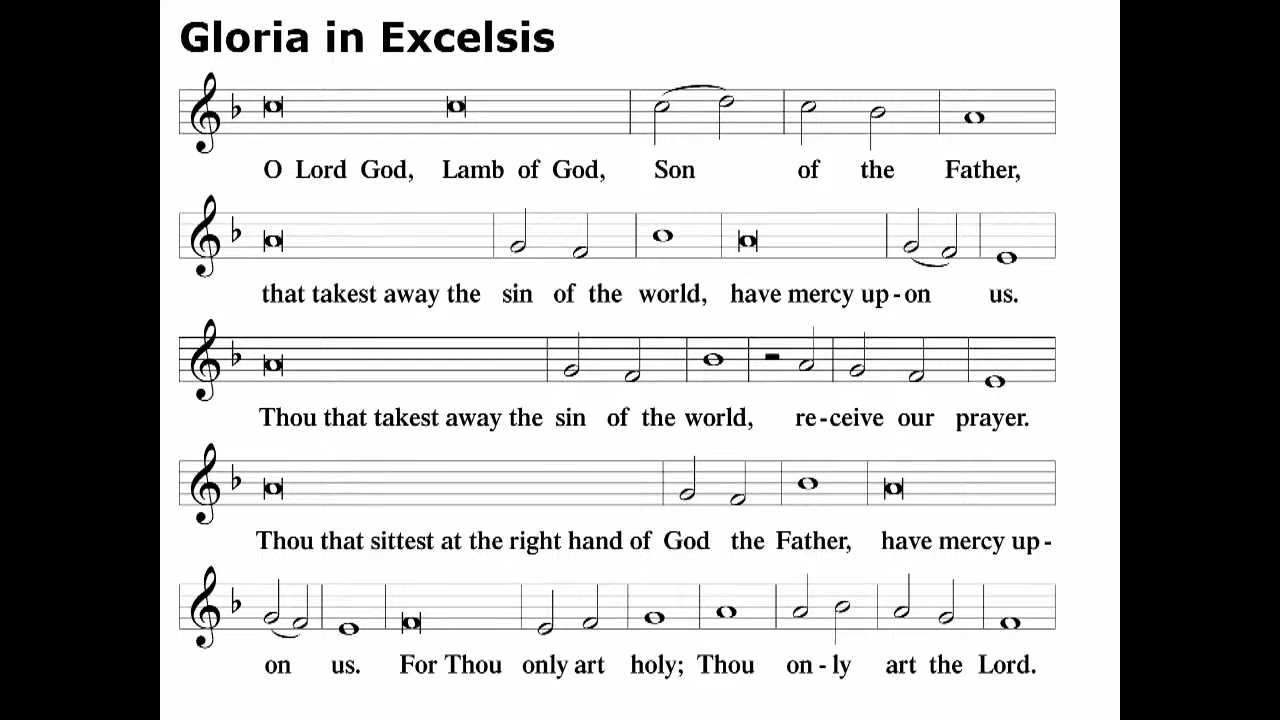 Gloria in Excelsis
O Lord God, Lamb of God, Son of the Father,
that takest away the sin of the world, have mercy up-on us.
Thou that takest away the sin of the world, re-ceive our prayer.
Thou that sittest at the right hand of God the Father, have mercy up-
on us. For Thou only art holy; Thou on-ly art the Lord.